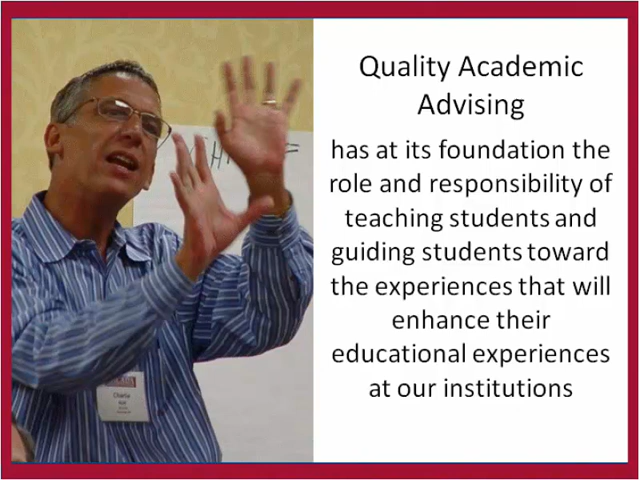 Quality Academic
Advising
has at its foundation the
role and responsibility of
teaching students and
guiding students toward
the experiences that will
enhance their
educational experiences
at our institutions
Charlie